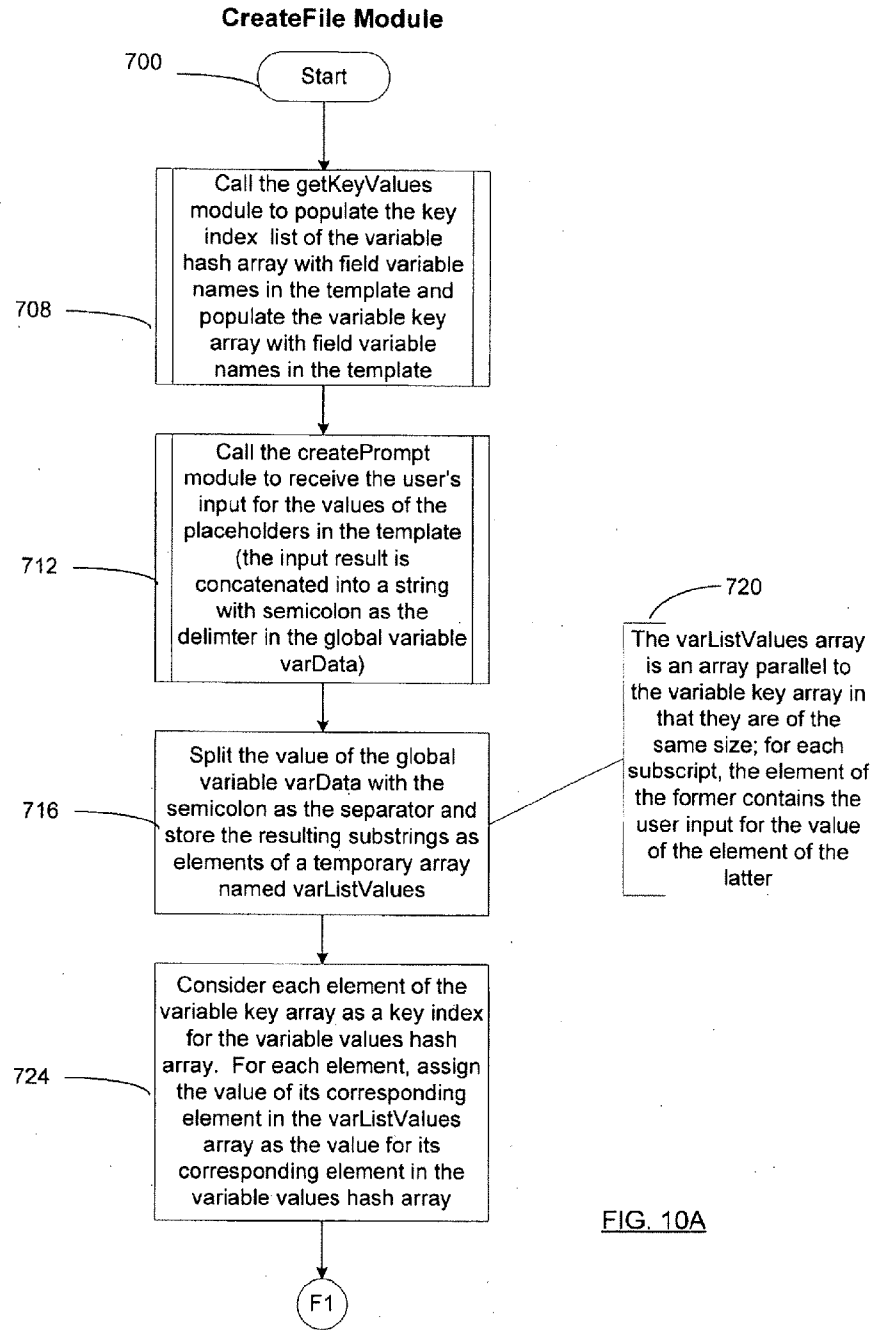 CreateFile Module
700
Start
Call the getKeyValues
module to populate the key
index list of the variable
hash array with field variable
names in the template and
populate the variable key
array with field variable
names in the template
708
Call the createPrompt
module to receive the user's
input for the values of the
placeholders in the template
(the input result is
concatenated into a string
with semicolon as the
delimter in the global variable
varData)
712
720
The varListValues array
is an array parallel to
the variable key array in
that they are of the
same size; for each
subscript, the element of
the former contains the
user input for the value
of the element of the
latter
Split the value of the global
variable varData with the
semicolon as the separator and
store the resulting substrings as
elements of a temporary array
named varListValues
716
Consider each element of the
variable key array as a key index
for the variable values hash
array. For each element, assign
the value of its corresponding
element in the varListValues
array as the value for its
corresponding element in the
variable values hash array
724
FIG. 10A
F1